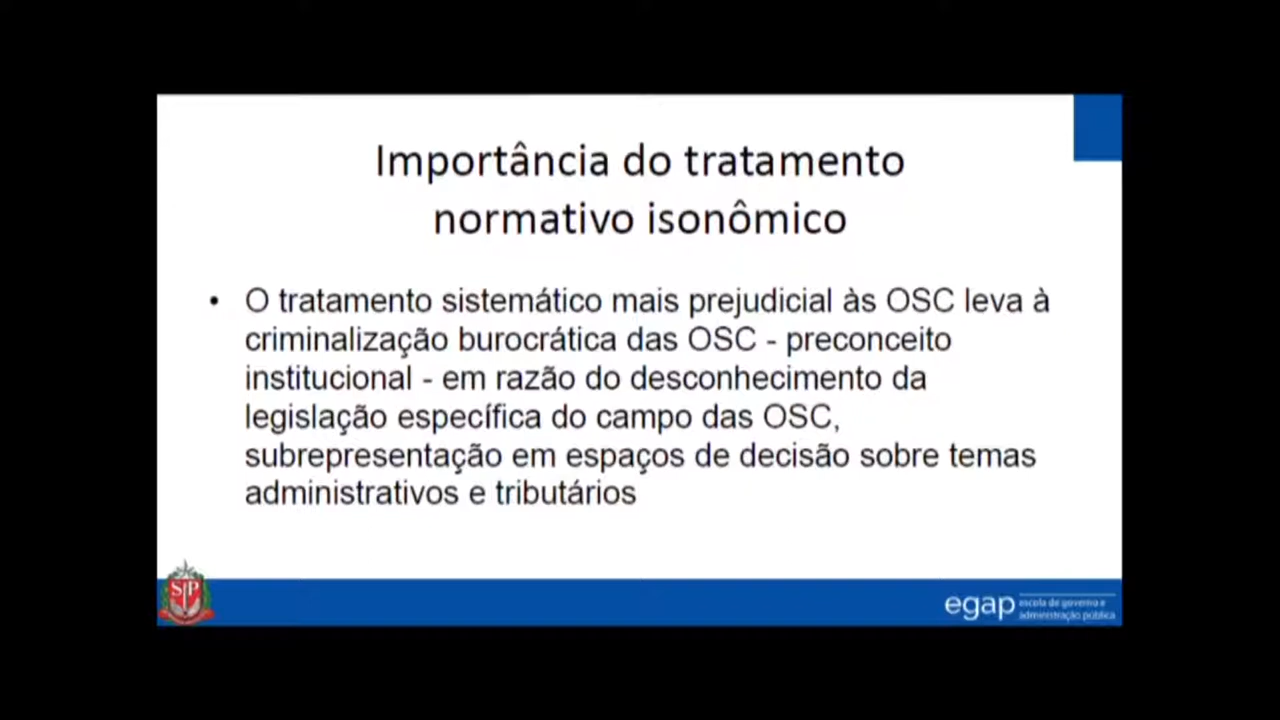 Importância do tratamento
normativo isonômico
• O tratamento sistemático mais prejudicial às OSC leva à
criminalização burocrática das OSC - preconceito
institucional - em razão do desconhecimento da
legislação específica do campo das OSC,
subrepresentação em espaços de decisão sobre temas
administrativos e tributários
SP
egap
escola de governo e
administração pública